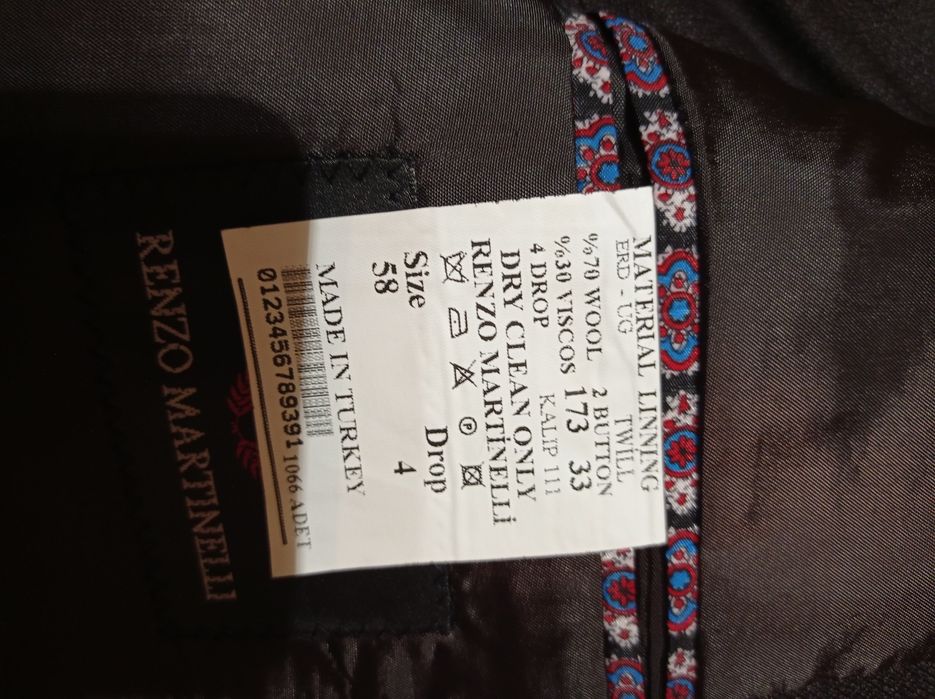 MATERIAL LINNING
ERD - UG TWILL
%70 WOOL 2 BUTTON
%30 VISCOS 173 33
4 DROP KALIP 111
DRY CLEAN ONLY
RENZO MARTİNELLİ
Size Drop
58 4
MADE IN TURKEY
0123456789391 1066 ADET
RENZO MARTINELLI